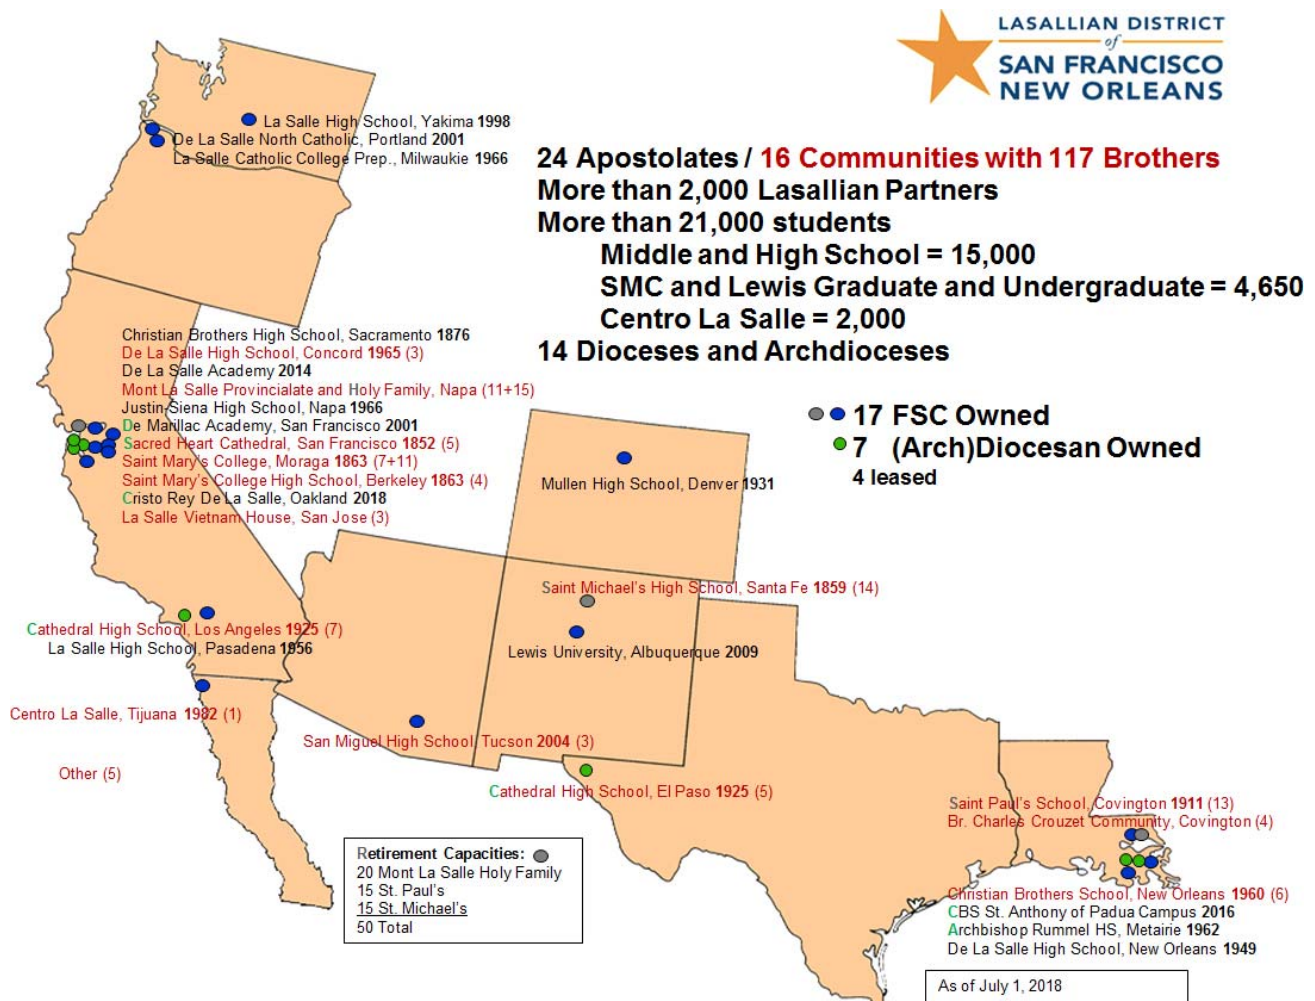 LASALLIAN DISTRICT
of
SAN FRANCISCO
NEW ORLEANS
La Salle High School, Yakima 1998
De La Salle North Catholic, Portland 2001
La Salle Catholic College Prep., Milwaukie 1966
24 Apostolates / 16 Communities with 117 Brothers
More than 2,000 Lasallian Partners
More than 21,000 students
Middle and High School = 15,000
SMC and Lewis Graduate and Undergraduate = 4,650
Centro La Salle = 2,000
14 Dioceses and Archdioceses
Christian Brothers High School, Sacramento 1876
De La Salle High School, Concord 1965 (3)
De La Salle Academy 2014
Mont La Salle Provincialate and Holy Family, Napa (11+15)
Justin-Siena High School, Napa 1966
De Marillac Academy, San Francisco 2001
Sacred Heart Cathedral, San Francisco 1852 (5)
Saint Mary's College, Moraga 1863 (7+11)
Saint Mary's College High School, Berkeley 1863 (4)
Cristo Rey De La Salle, Oakland 2018
La Salle Vietnam House, San Jose (3)
17 FSC Owned
7 (Arch)Diocesan Owned
4 leased
Mullen High School, Denver 1931
Saint Michael's High School, Santa Fe 1859 (14)
Lewis University, Albuquerque 2009
Cathedral High School, Los Angeles 1925 (7)
La Salle High School, Pasadena 1956
Centro La Salle, Tijuana 1982 (1)
San Miguel High School, Tucson 2004 (3)
Other (5)
Cathedral High School, El Paso 1925 (5)
Saint Paul's School, Covington 1911 (13)
Br. Charles Crouzet Community, Covington (4)
Retirement Capacities:
20 Mont La Salle Holy Family
15 St. Paul's
15 St. Michael's
50 Total
Christian Brothers School, New Orleans 1960 (6)
CBS St. Anthony of Padua Campus 2016
Archbishop Rummel HS, Metairie 1962
De La Salle High School, New Orleans 1949
As of July 1, 2018